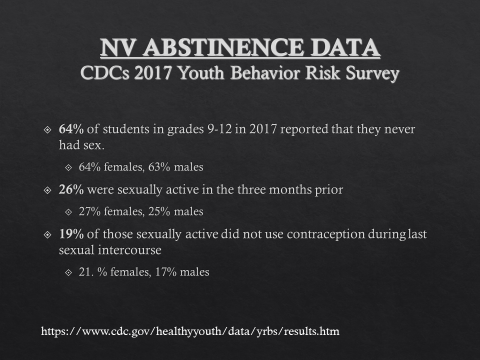 NV ABSTINENCE DATA
CDCs 2017 Youth Behavior Risk Survey
64% of students in grades 9-12 in 2017 reported that they never
had sex.
64% females, 63% males
26% were sexually active in the three months prior
27% females, 25% males
19% of those sexually active did not use contraception during last
sexual intercourse
21. % females, 17% males
https://www.cdc.gov/healthyyouth/data/yrbs/results.htm